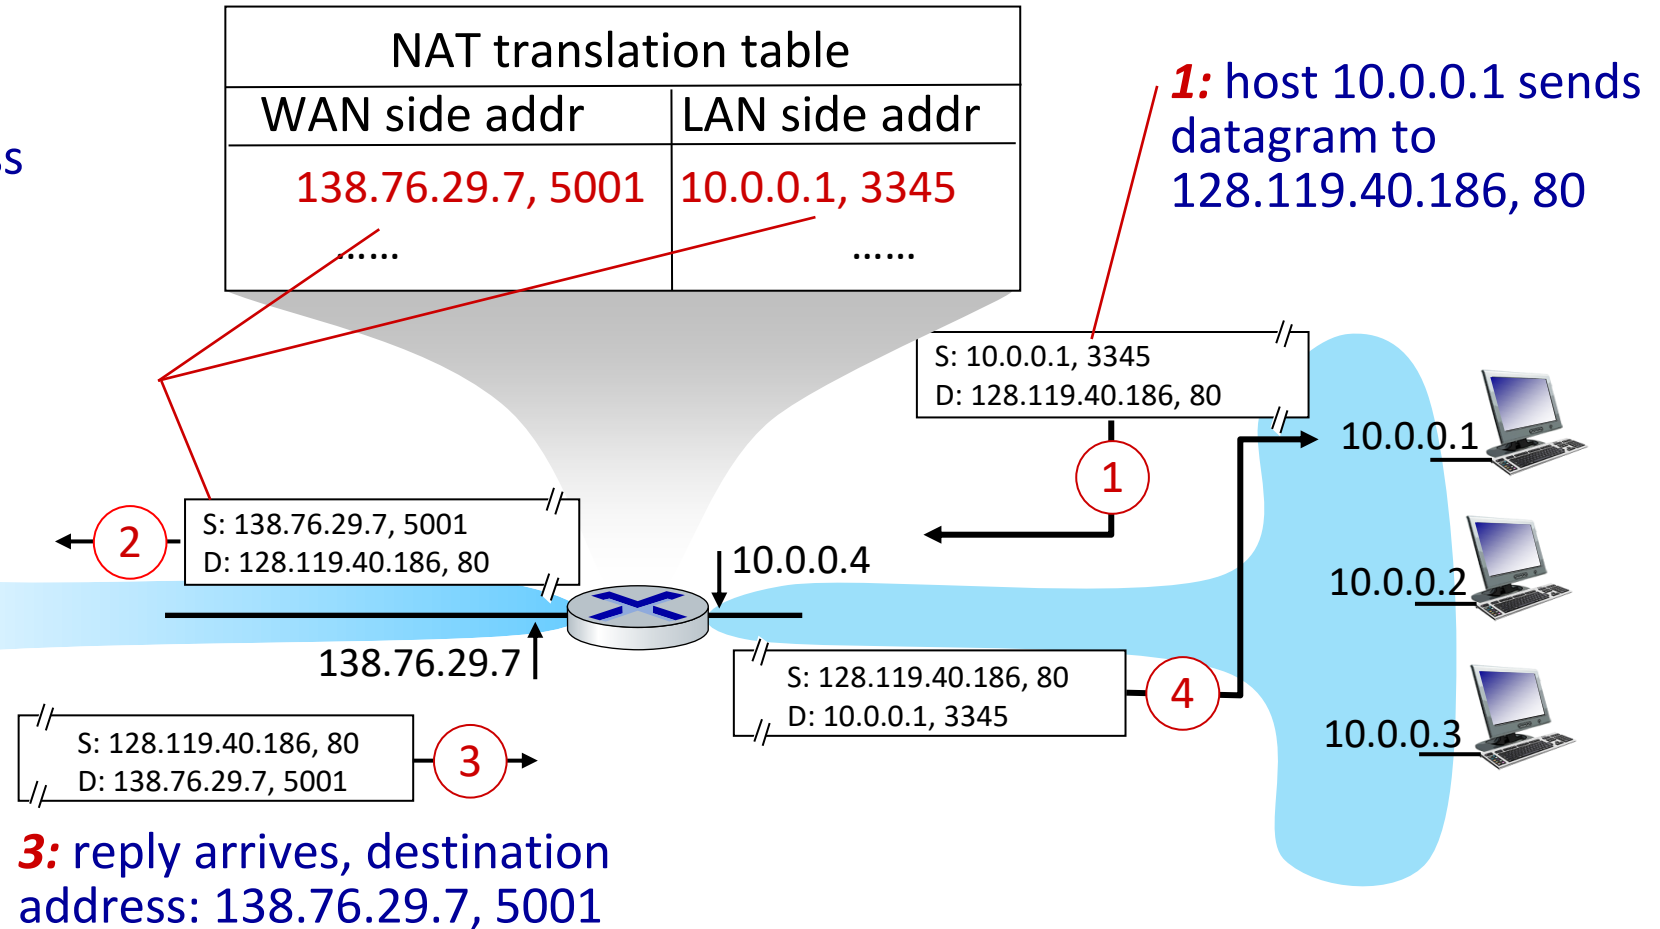 NAT translation table
WAN side addr
LAN side addr
138.76.29.7, 5001
10.0.0.1, 3345
......
......
1: host 10.0.0.1 sends
datagram to
128.119.40.186, 80
S: 10.0.0.1, 3345
D: 128.119.40.186, 80
1
10.0.0.1
S: 138.76.29.7, 5001
D: 128.119.40.186, 80
2
10.0.0.4
10.0.0.2
138.76.29.7
S: 128.119.40.186, 80
D: 10.0.0.1, 3345
4
10.0.0.3
S: 128.119.40.186, 80
D: 138.76.29.7, 5001
3
3: reply arrives, destination
address: 138.76.29.7, 5001